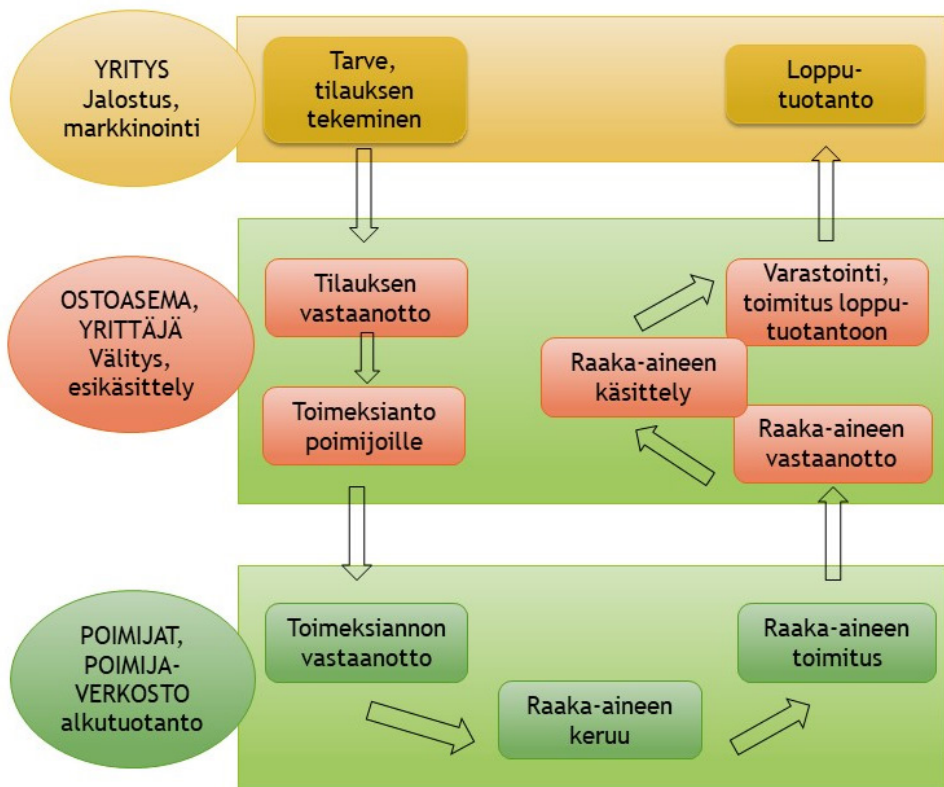 YRITYS
Jalostus,
markkinointi
Tarve,
tilauksen
tekeminen
Loppu-
tuotanto
OSTOASEMA,
YRITTÄJÄ
Välitys,
esikäsittely
Tilauksen
vastaanotto
Toimeksianto
poimijoille
Raaka-aineen
käsittely
Varastointi,
toimitus loppu-
tuotantoon
Raaka-aineen
vastaanotto
POIMIJAT,
POIMIJA-
VERKOSTO
alkutuotanto
Toimeksiannon
vastaanotto
Raaka-aineen
keruu
Raaka-aineen
toimitus